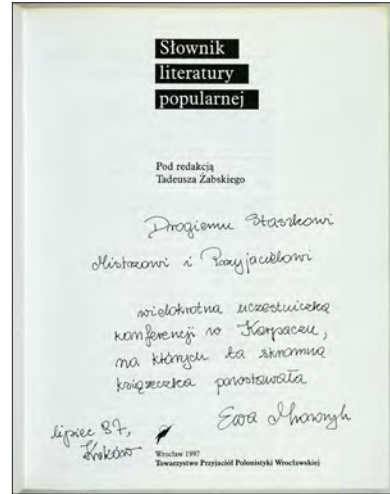 Słownik
literatury
popularnej
Pod redakcją
Tadeusza Żabskiego
Drogiemu Staszkowi
Mistrzowi i Przyjacielowi
wielokrotna uczestniczka
konferencji w Karpaczu,
na których ta skromna
książeczka powstawała
Ewa
lipiec 97,
Kraków
Wrocław 1997
Towarzystwo Przyjaciół Polonistyki Wrocławskiej